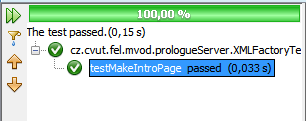 100,00 %
The test passed.(0,15 s)
cz.cvut.fel.mvod.prologueServer.XMLFactoryTe
testMakeIntroPage passed (0,033 s)